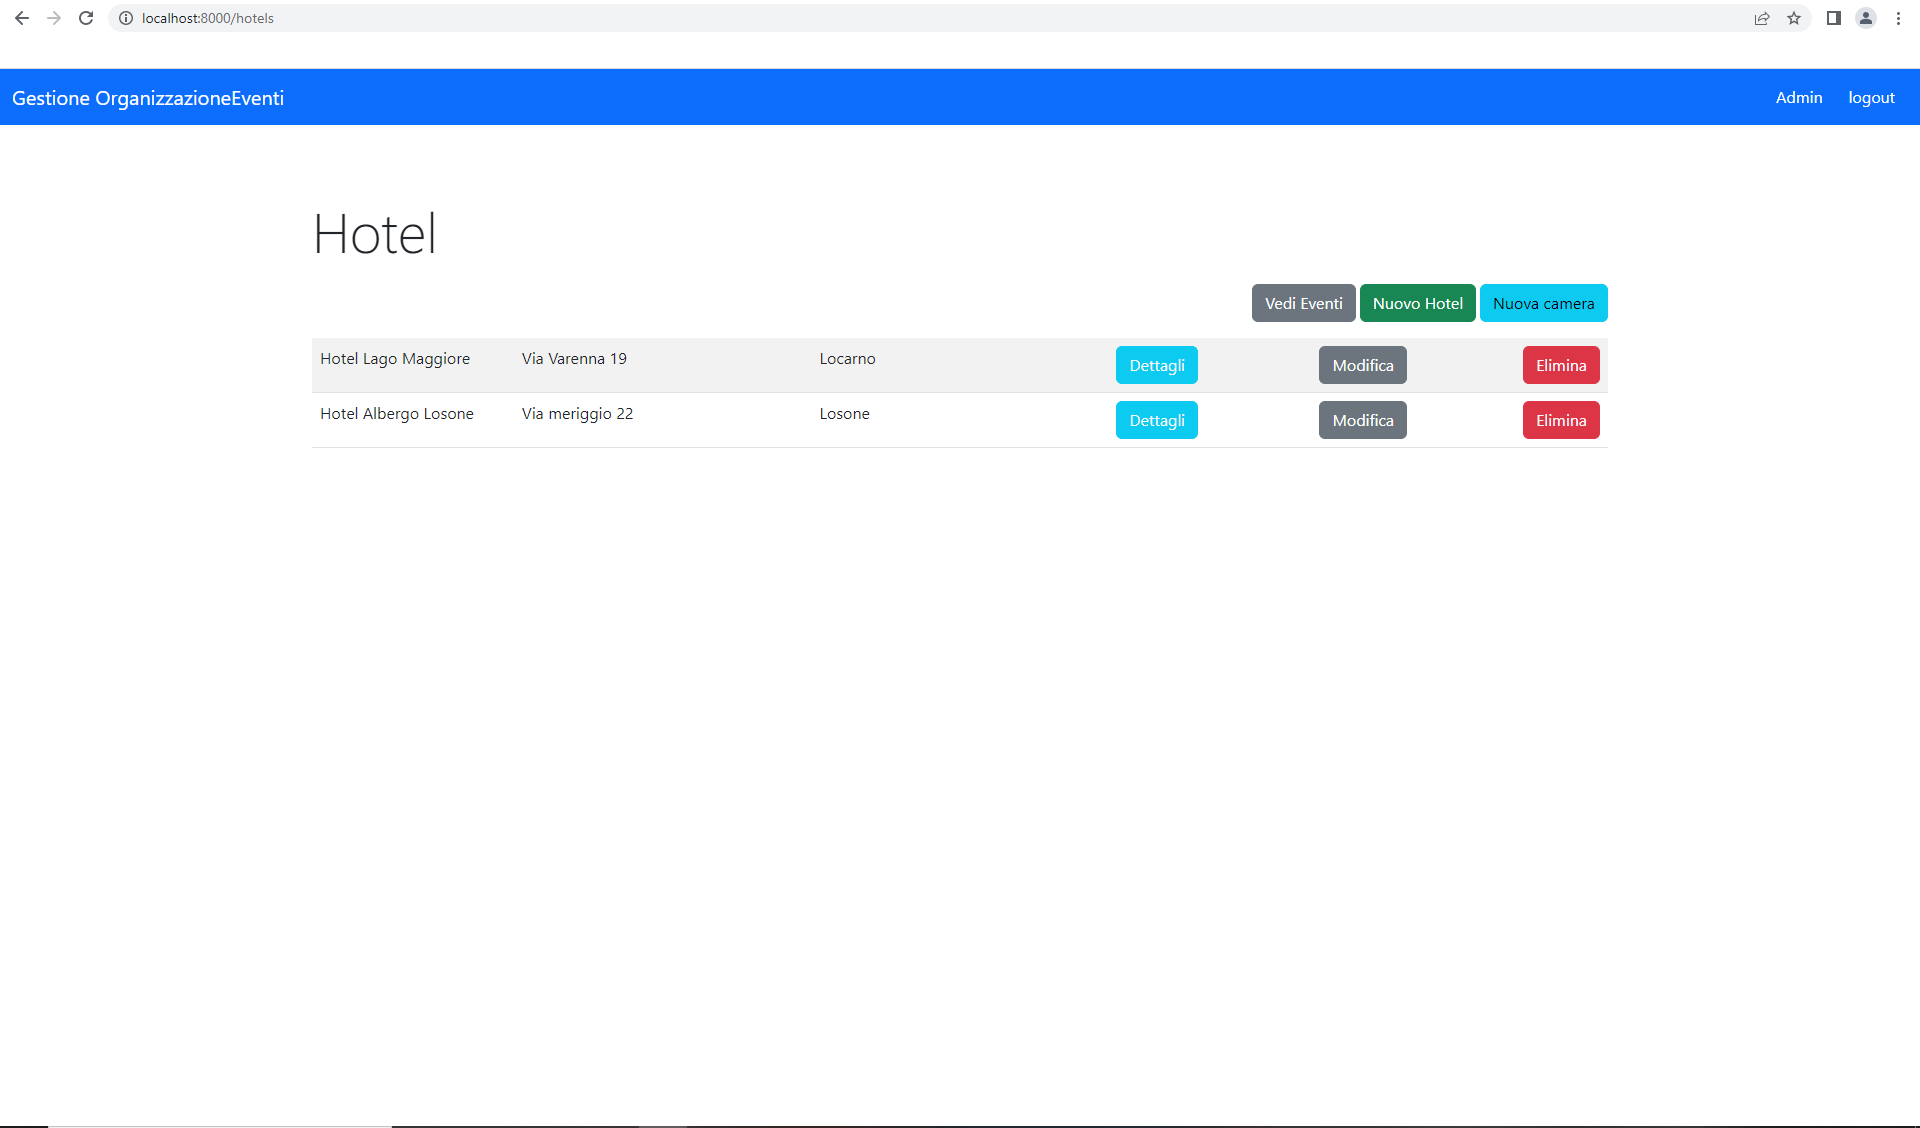 localhost:8000/hotels
Gestione OrganizzazioneEventi Admin logout
Hotel
Vedi Eventi Nuovo Hotel Nuova camera
Hotel Lago Maggiore Via Varenna 19 Locarno Dettagli Modifica Elimina
Hotel Albergo Losone Via meriggio 22 Losone Dettagli Modifica Elimina